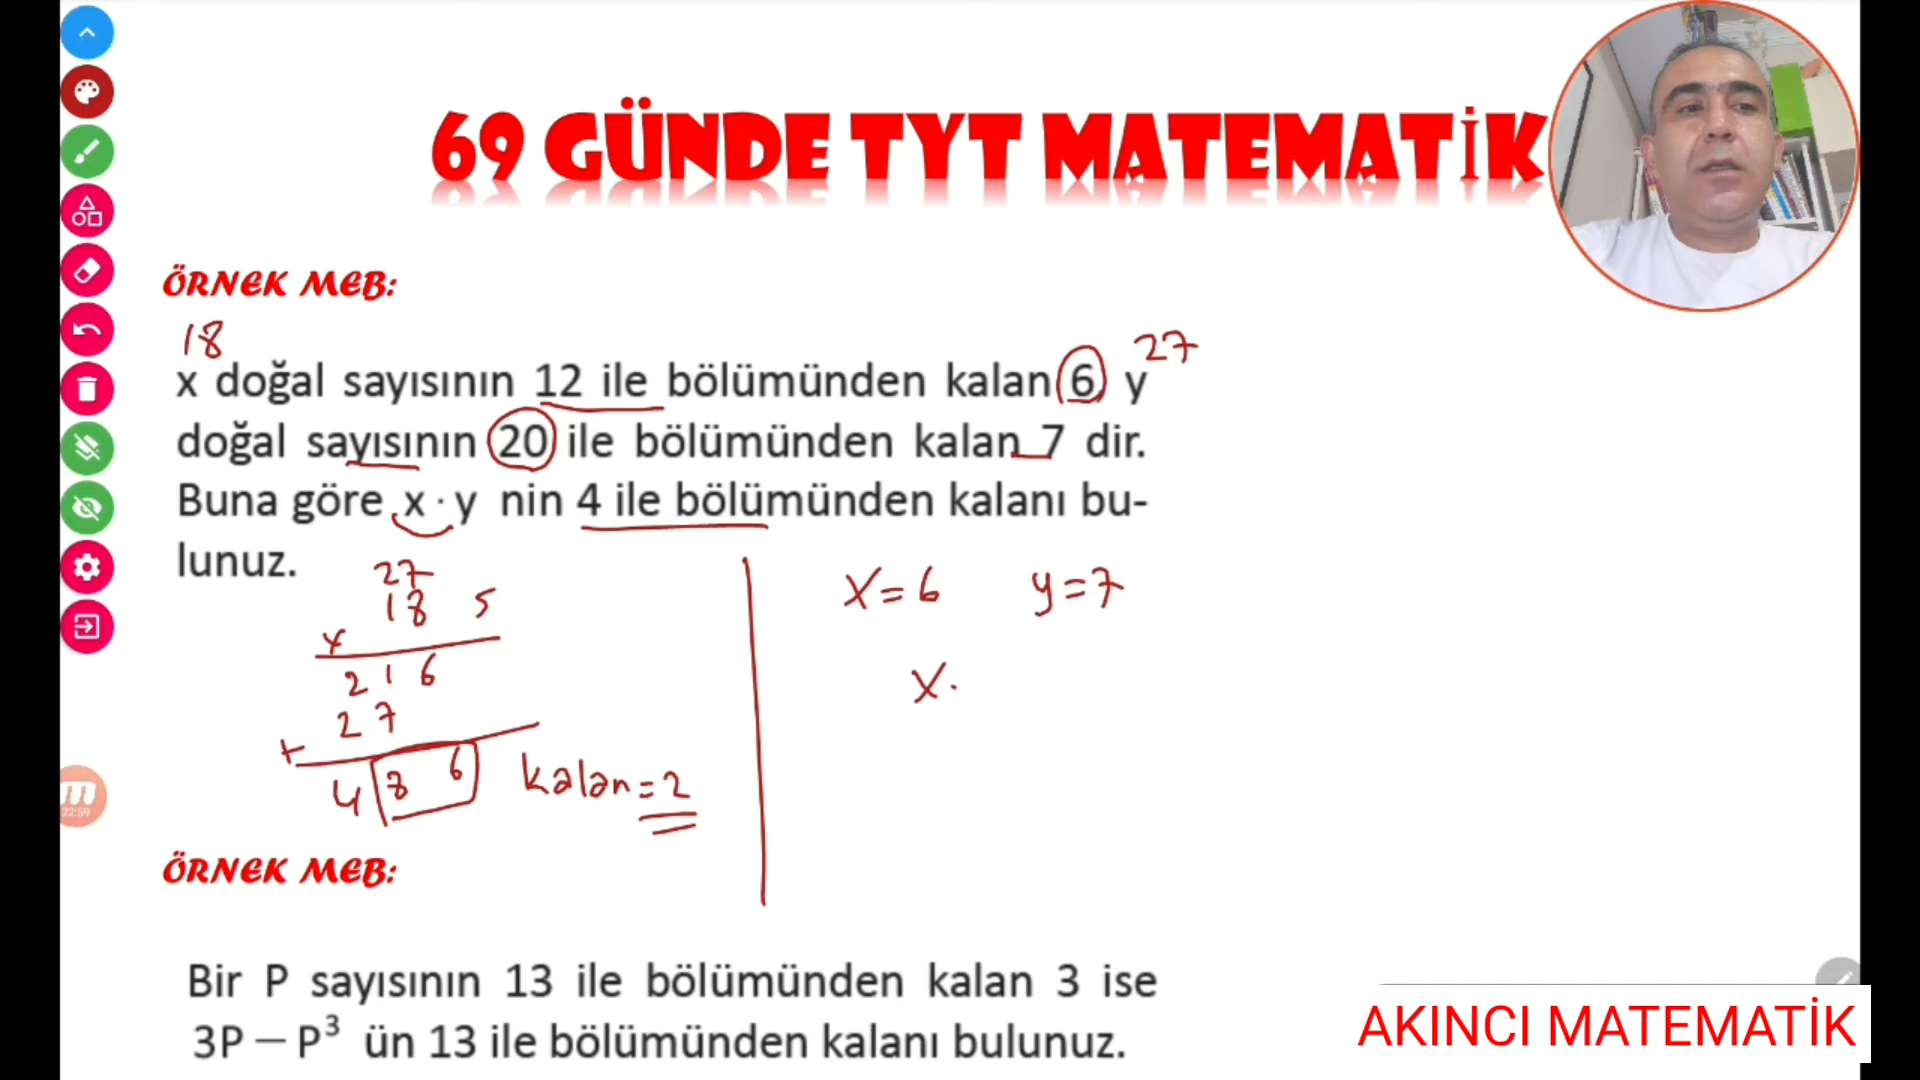 69 GÜNDE TYT MATEMATİK
ÖRNEK MEB:
18
27
x doğal sayısının 12 ile bölümünden kalan 6 y
doğal sayısının 20 ile bölümünden kalan 7 dir.
Buna göre x · y nin 4 ile bölümünden kalanı bu-
lunuz.
27
18 5
x
216
27
+
486 kalan=2
x=6 y=7
x.
22:59
ÖRNEK MEB:
Bir P sayısının 13 ile bölümünden kalan 3 ise
3P – P³ ün 13 ile bölümünden kalanı bulunuz.
AKINCI MATEMATİK